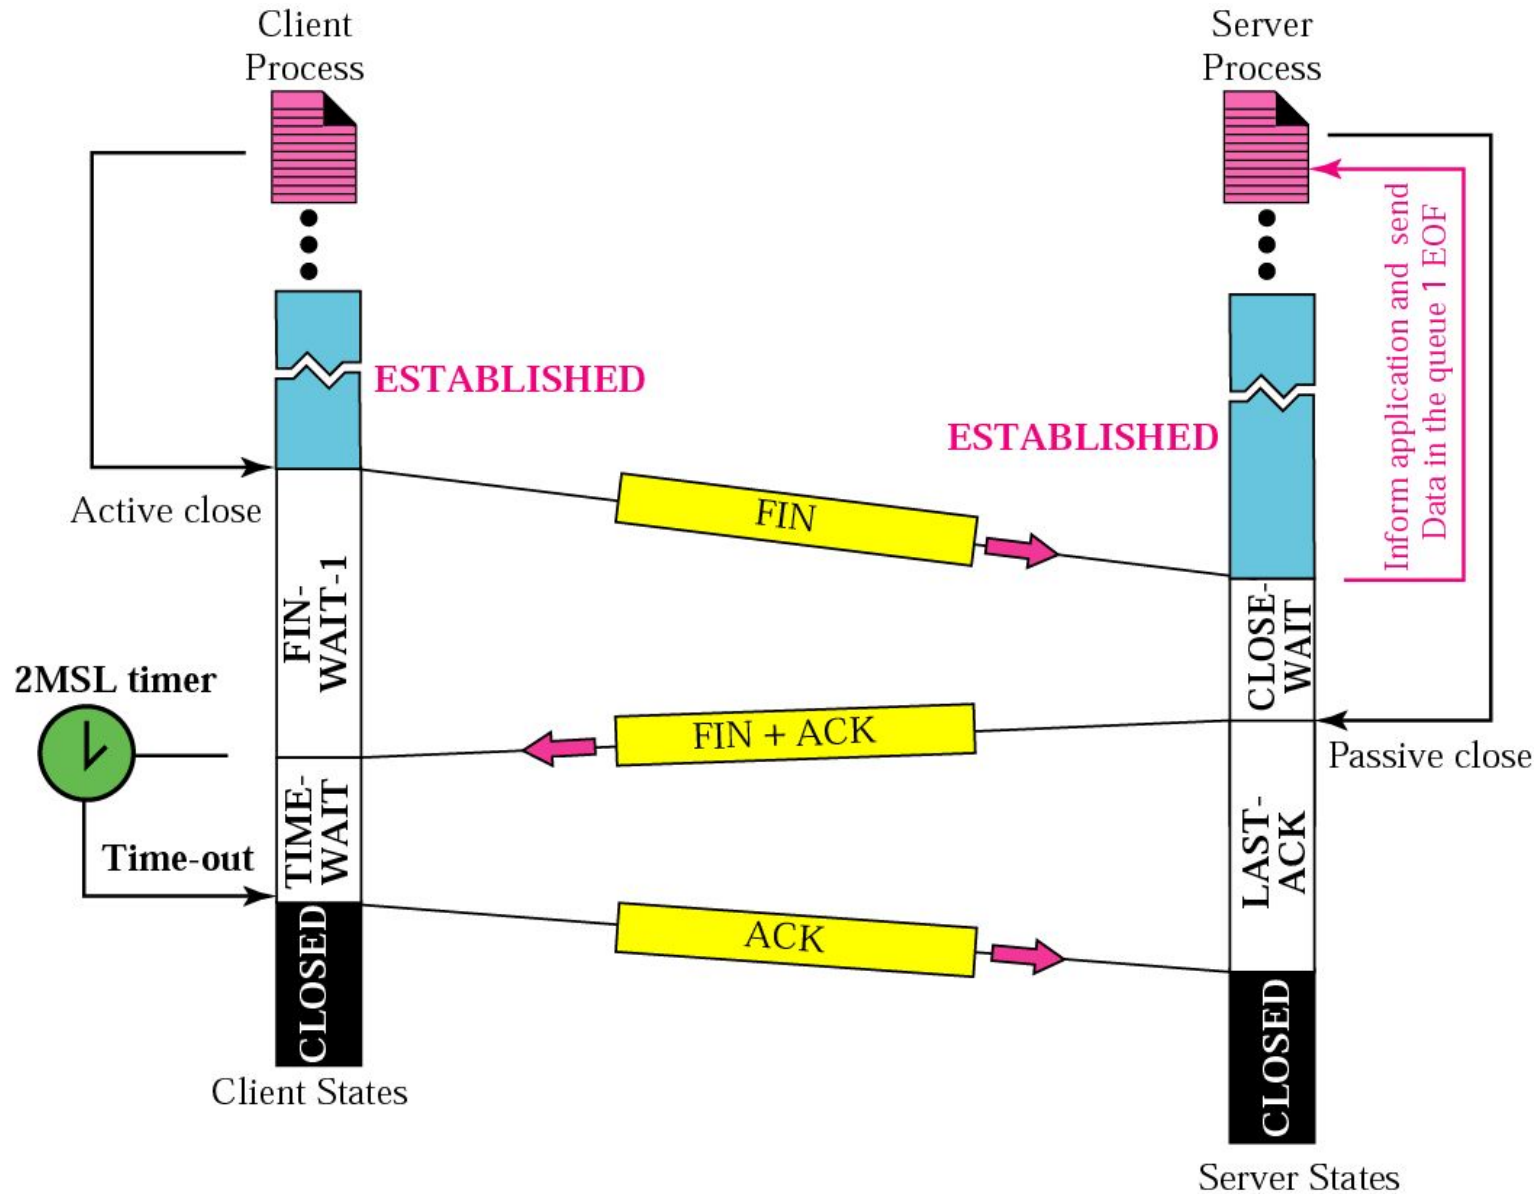 Client
Process
Server
Process
Inform application and send
Data in the queue 1 EOF
ESTABLISHED
ESTABLISHED
Active close
FIN
FIN-
WAIT-1
CLOSE-
WAIT
2MSL timer
FIN + ACK
Passive close
TIME-
WAIT
Time-out
LAST-
ACK
ACK
CLOSED
CLOSED
Client States
Server States